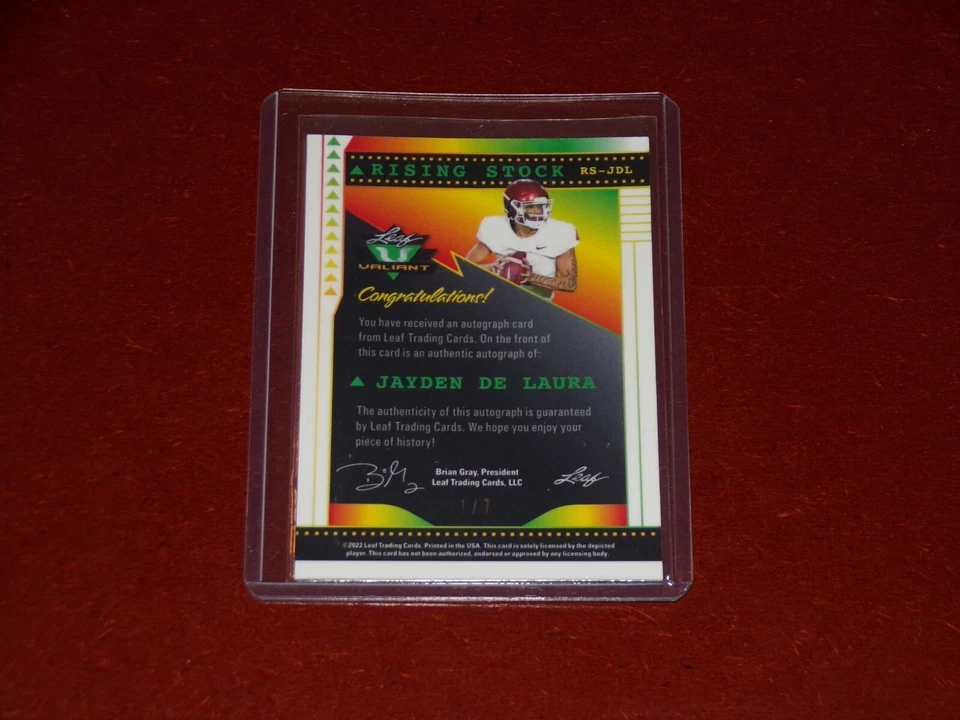 ▲RISING STOCK RS-JDL
Leaf
VALIANT
Congratulations!
You have received an autograph card
from Leaf Trading Cards. On the front of
this card is an authentic autograph of:
▲ JAYDEN DE LAURA
The authenticity of this autograph is guaranteed
by Leaf Trading Cards. We hope you enjoy your
piece of history!
Brian Gray, President
Leaf Trading Cards, LLC
Leaf
©2022 Leaf Trading Cards. Printed in the USA. This card is solely licensed by the depicted
player. This card has not been authorized, endorsed or approved by any licensing body.